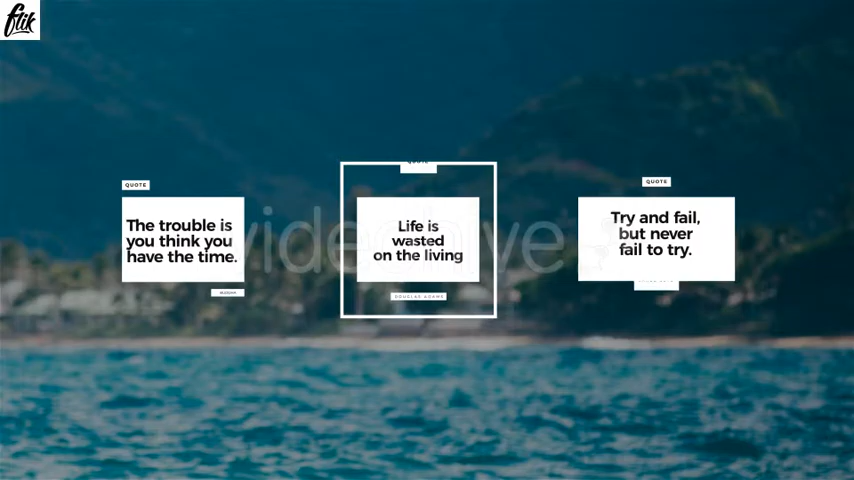 flik
QUOTE
The trouble is
you think you
have the time.
QUOTE
Life is
wasted
on the living
DOUGLAS ADAMS
QUOTE
Try and fail,
but never
fail to try.
videohive